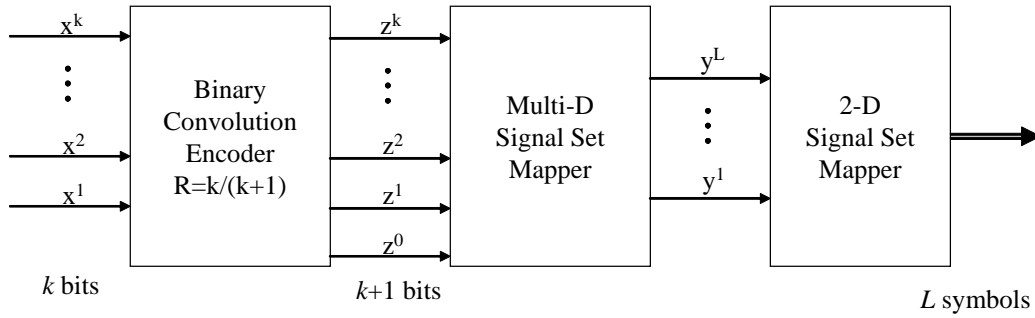 x^k
x^2
x^1
k bits
Binary
Convolution
Encoder
R=k/(k+1)
z^k
z^2
z^1
z^0
k+1 bits
Multi-D
Signal Set
Mapper
y^L
y^1
2-D
Signal Set
Mapper
L symbols